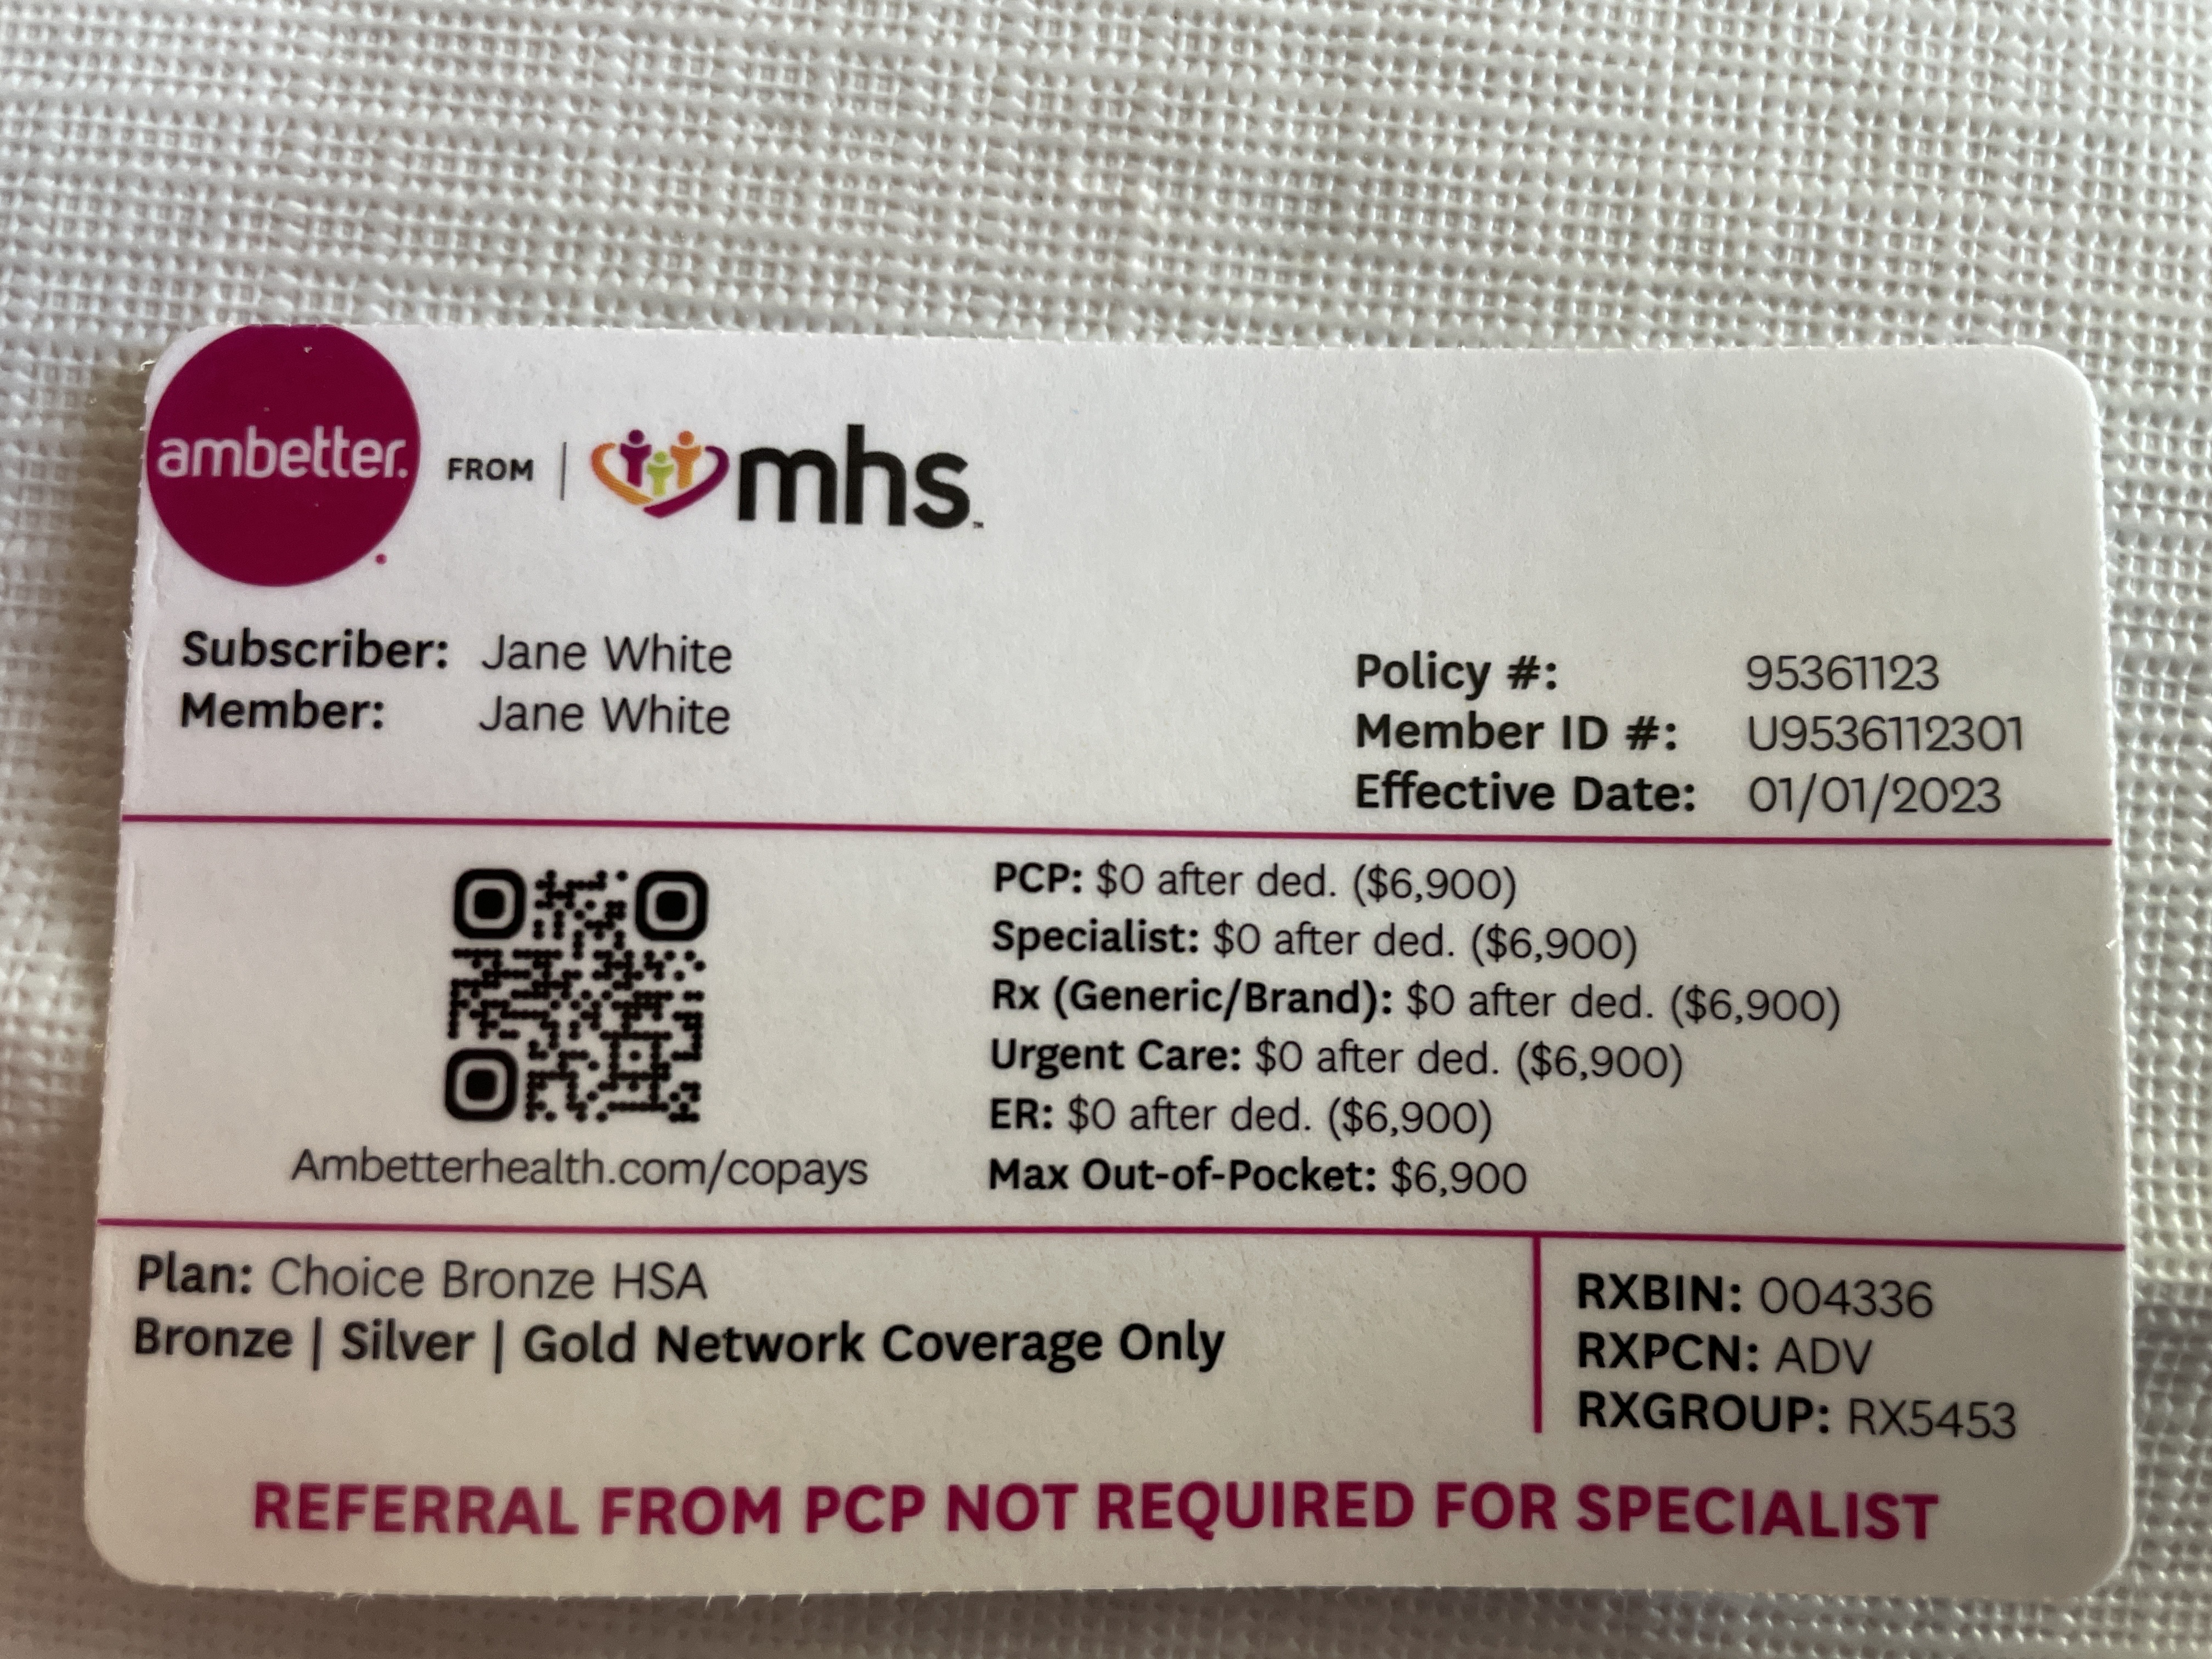 ambetter. FROM | mhs™
Subscriber: Jane White
Member: Jane White
Policy #: 95361123
Member ID #: U9536112301
Effective Date: 01/01/2023
Ambetterhealth.com/copays
PCP: $0 after ded. ($6,900)
Specialist: $0 after ded. ($6,900)
Rx (Generic/Brand): $0 after ded. ($6,900)
Urgent Care: $0 after ded. ($6,900)
ER: $0 after ded. ($6,900)
Max Out-of-Pocket: $6,900
Plan: Choice Bronze HSA
Bronze | Silver | Gold Network Coverage Only
RXBIN: 004336
RXPCN: ADV
RXGROUP: RX5453
REFERRAL FROM PCP NOT REQUIRED FOR SPECIALIST